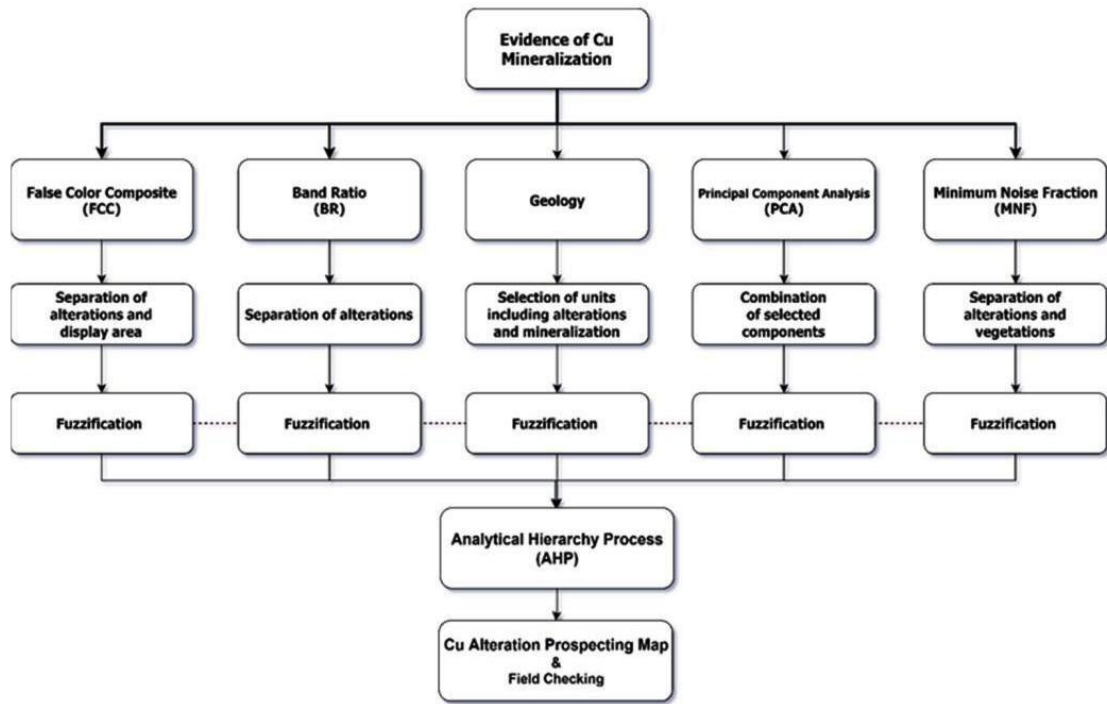 Evidence of Cu
Mineralization
False Color Composite
(FCC)
Band Ratio
(BR)
Geology
Principal Component Analysis
(PCA)
Minimum Noise Fraction
(MNF)
Separation of
alterations and
display area
Separation of alterations
Selection of units
including alterations
and mineralization
Combination
of selected
components
Separation of
alterations and
vegetations
Fuzzification
Fuzzification
Fuzzification
Fuzzification
Fuzzification
Analytical Hierarchy Process
(AHP)
Cu Alteration Prospecting Map
&
Field Checking